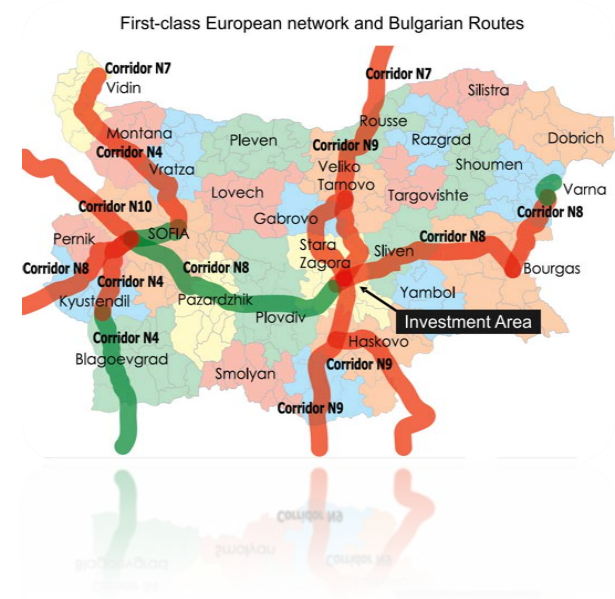 First-class European network and Bulgarian Routes
Corridor N7
Vidin
Corridor N7
Silistra
Rousse
Montana
Corridor N4
Vratza
Pleven
Corridor N9
Razgrad
Dobrich
Veliko
Tarnovo
Shoumen
Lovech
Targovishte
Varna
Corridor N10
Gabrovo
Corridor N8
Pernik
SOFIA
Stara
Zagora
Sliven
Corridor N8
Corridor N8
Corridor N4
Corridor N8
Bourgas
Kyustendil
Pazardzhik
Yambol
Plovdiv
Investment Area
Corridor N4
Blagoevgrad
Haskovo
Smolyan
Corridor N9
Corridor N9